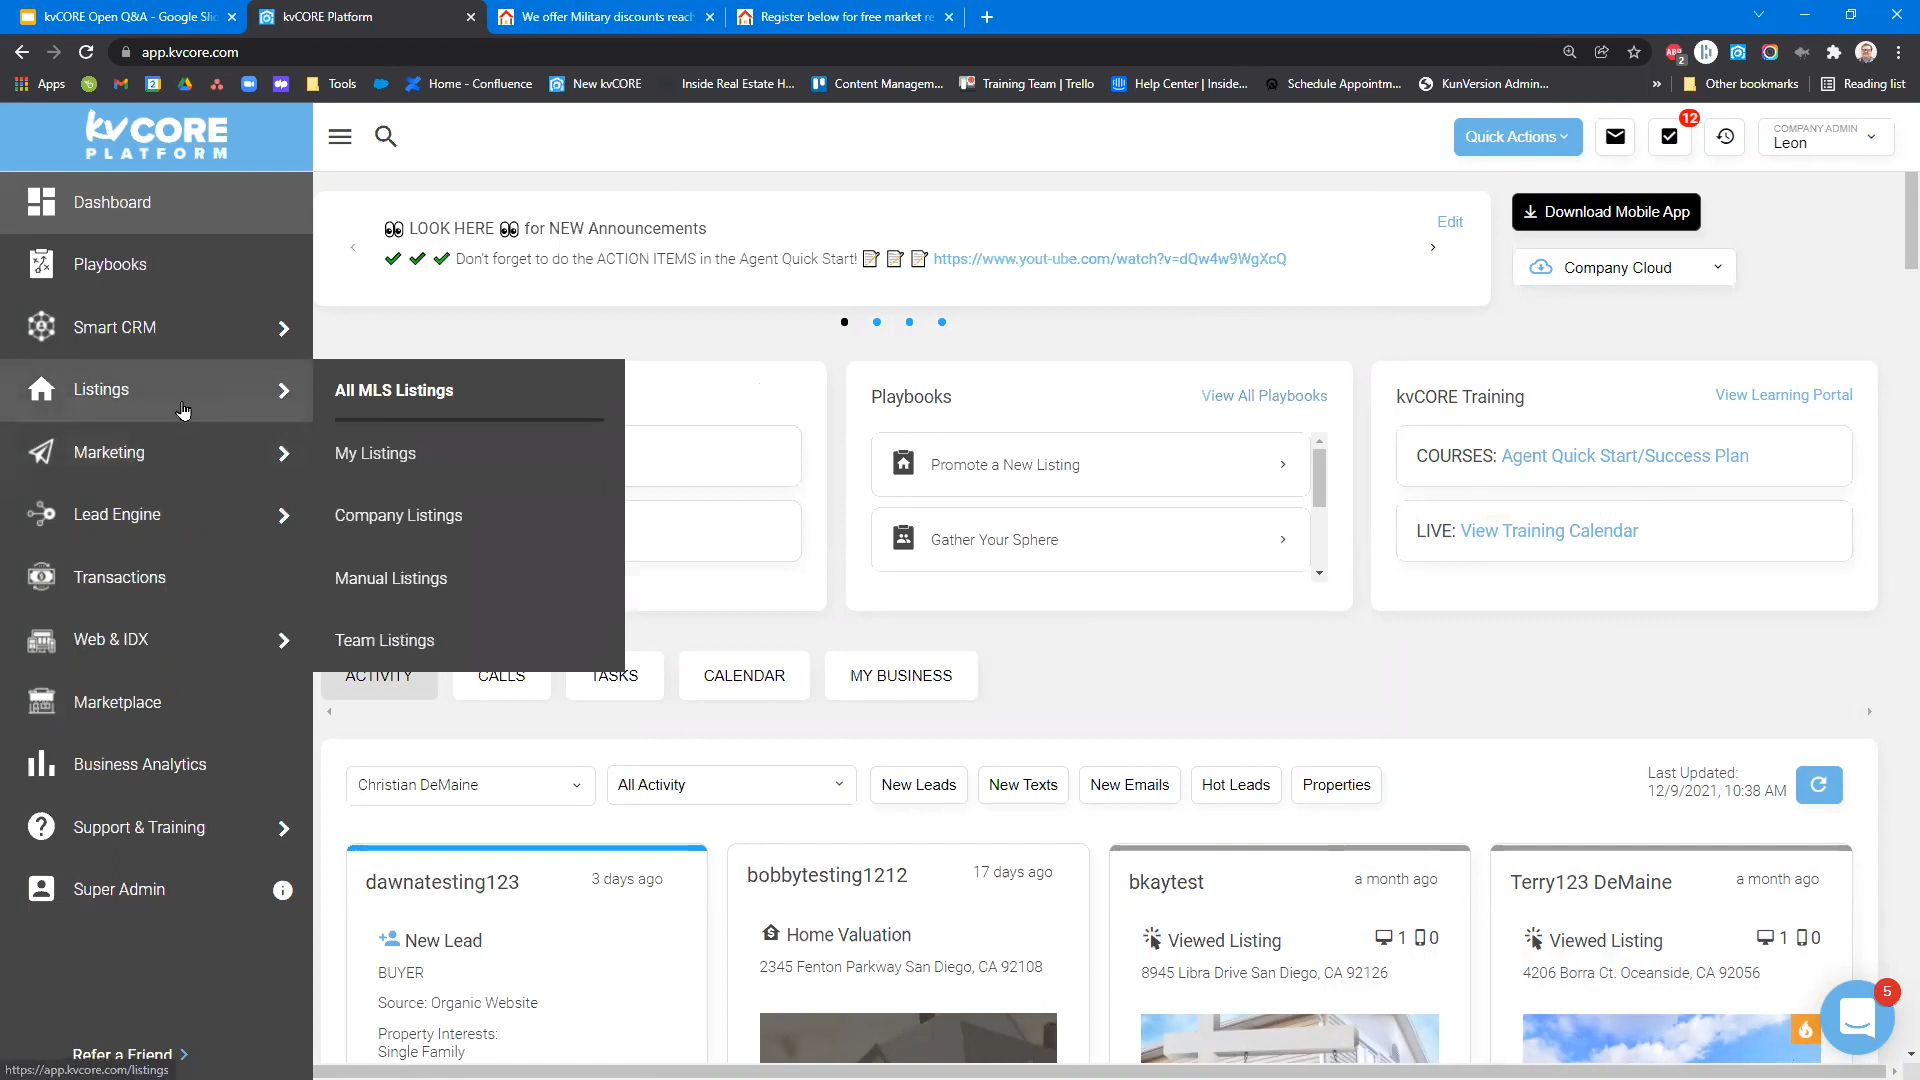 kvCORE Open Q&A - Google Slic
kvCORE Platform
We offer Military discounts reach
Register below for free market re
app.kvcore.com
ABP
2
Apps
Tools
Home - Confluence
New kvCORE
Inside Real Estate H...
Content Managem...
Training Team | Trello
Help Center | Inside...
Schedule Appointm...
KunVersion Admin...
»
Other bookmarks
Reading list
kvCORE
PLATFORM
Quick Actions
12
COMPANY ADMIN
Leon
Dashboard
Playbooks
Smart CRM
Listings
Marketing
Lead Engine
Transactions
Web & IDX
Marketplace
Business Analytics
Support & Training
Super Admin
Refer a Friend
https://app.kvcore.com/listings
All MLS Listings
My Listings
Company Listings
Manual Listings
Team Listings
👀 LOOK HERE 👀 for NEW Announcements
Edit
✔ ✔ ✔ Don't forget to do the ACTION ITEMS in the Agent Quick Start! 📝 📝 📝 https://www.yout-ube.com/watch?v=dQw4w9WgXcQ
Download Mobile App
Company Cloud
Playbooks
View All Playbooks
Promote a New Listing
Gather Your Sphere
kvCORE Training
View Learning Portal
COURSES: Agent Quick Start/Success Plan
LIVE: View Training Calendar
ACTIVITY
CALLS
TASKS
CALENDAR
MY BUSINESS
Christian DeMaine
All Activity
New Leads
New Texts
New Emails
Hot Leads
Properties
Last Updated:
12/9/2021, 10:38 AM
dawnatesting123
3 days ago
New Lead
BUYER
Source: Organic Website
Property Interests:
Single Family
bobbytesting1212
17 days ago
Home Valuation
2345 Fenton Parkway San Diego, CA 92108
bkaytest
a month ago
Viewed Listing
1 0
8945 Libra Drive San Diego, CA 92126
Terry123 DeMaine
a month ago
Viewed Listing
1 0
4206 Borra Ct. Oceanside, CA 92056
5